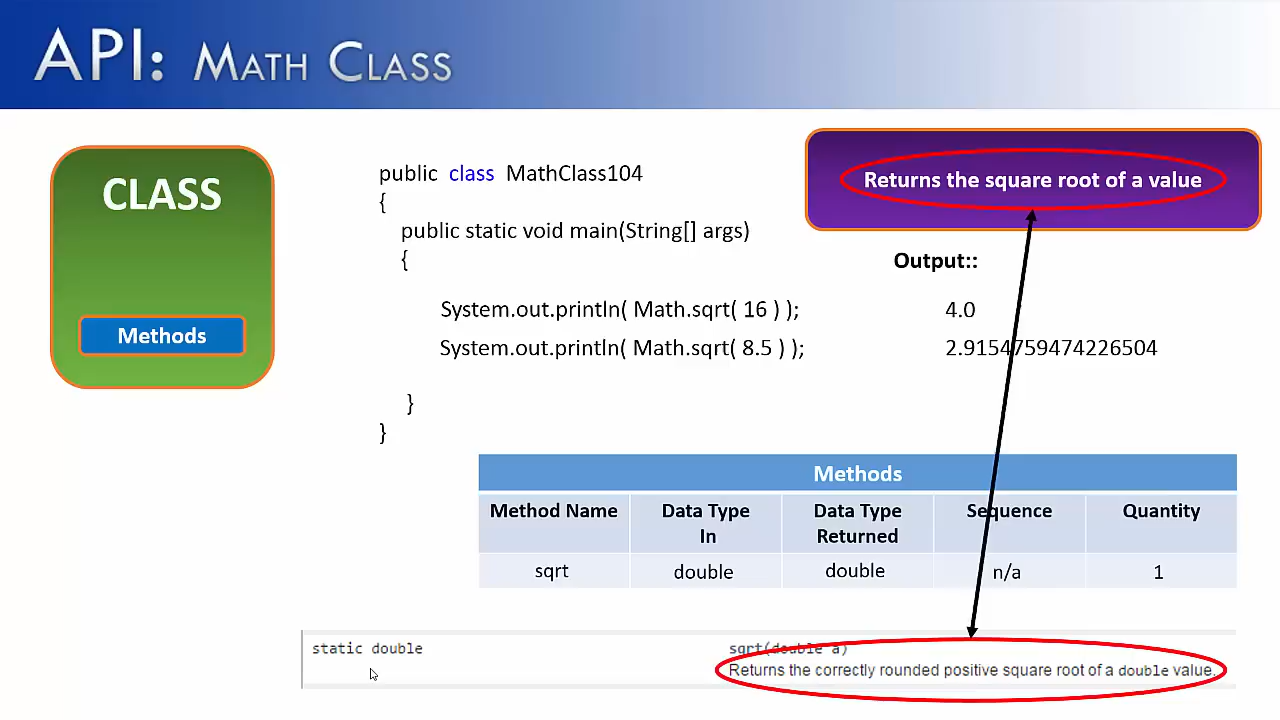 API: Math Class
CLASS
Methods
public class MathClass104
{
public static void main(String[] args)
{
System.out.println( Math.sqrt( 16 ) );
System.out.println( Math.sqrt( 8.5 ) );
}
}
Returns the square root of a value
Output::
4.0
2.9154759474226504
Methods
Method Name Data Type In Data Type Returned Sequence Quantity
sqrt double double n/a 1
static double sqrt(double a)
Returns the correctly rounded positive square root of a double value.